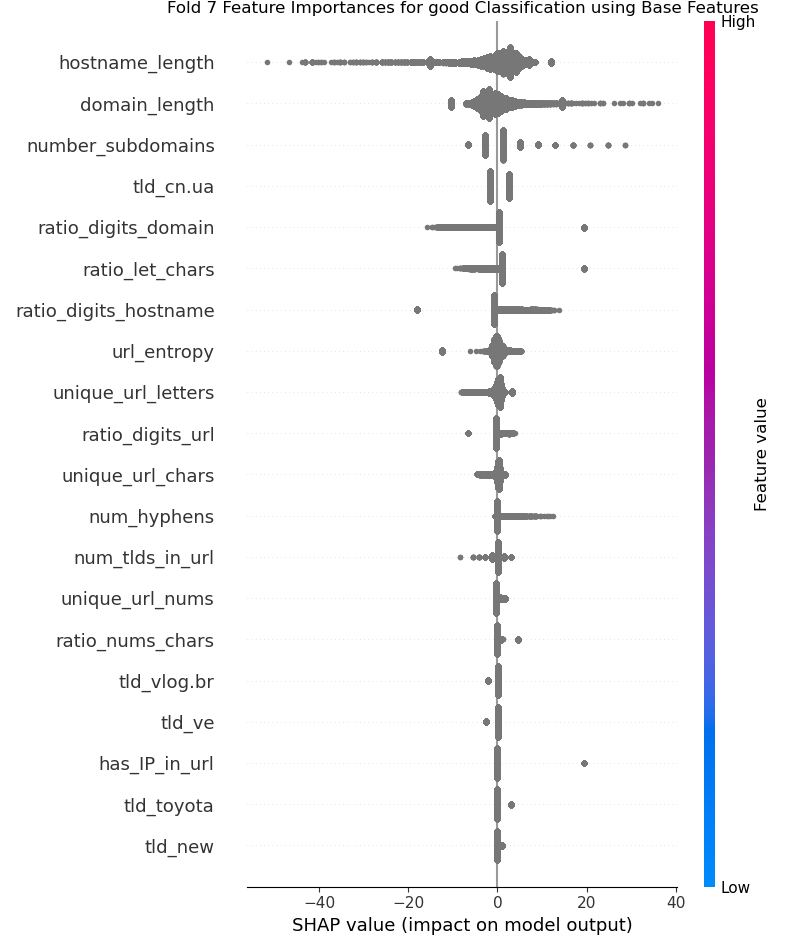 Fold 7 Feature Importances for good Classification using Base Features
High
hostname_length
domain_length
number_subdomains
tld_cn.ua
ratio_digits_domain
ratio_let_chars
ratio_digits_hostname
url_entropy
unique_url_letters
ratio_digits_url
unique_url_chars
num_hyphens
num_tlds_in_url
unique_url_nums
ratio_nums_chars
tld_vlog.br
tld_ve
has_IP_in_url
tld_toyota
tld_new
Feature value
Low
−40 −20 0 20 40
SHAP value (impact on model output)